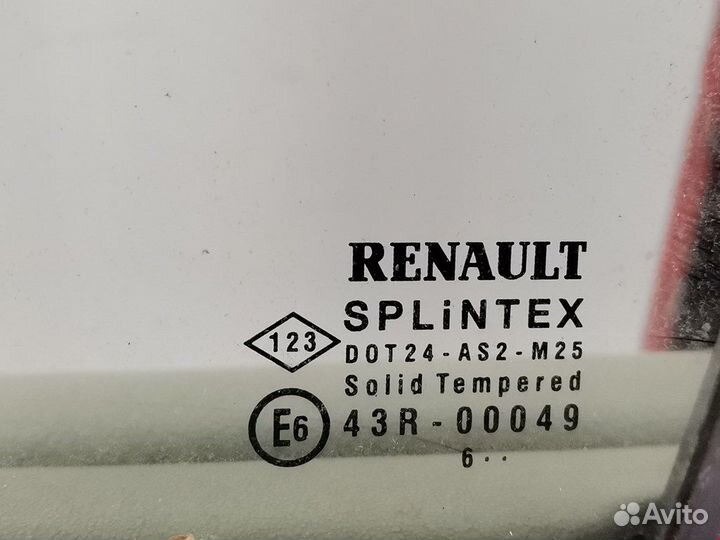 RENAULT
SPLiNTEX
123
DOT24-AS2-M25
Solid Tempered
E6
43R-00049
6··
Avito